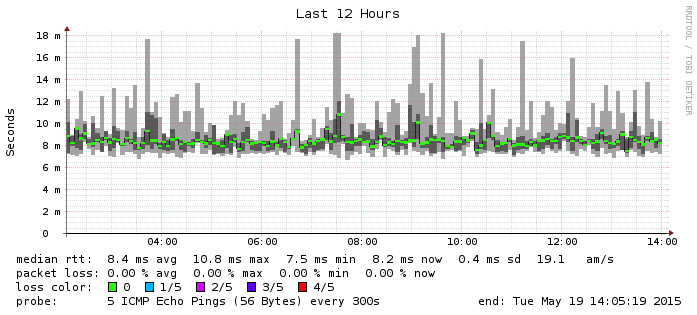 Last 12 Hours
RRDTOOL / TOBI OETIKER
Seconds
18 m
16 m
14 m
12 m
10 m
8 m
6 m
4 m
2 m
0
04:00 06:00 08:00 10:00 12:00 14:00
median rtt: 8.4 ms avg 10.8 ms max 7.5 ms min 8.2 ms now 0.4 ms sd 19.1 am/s
packet loss: 0.00 % avg 0.00 % max 0.00 % min 0.00 % now
loss color: 0 1/5 2/5 3/5 4/5
probe: 5 ICMP Echo Pings (56 Bytes) every 300s end: Tue May 19 14:05:19 2015